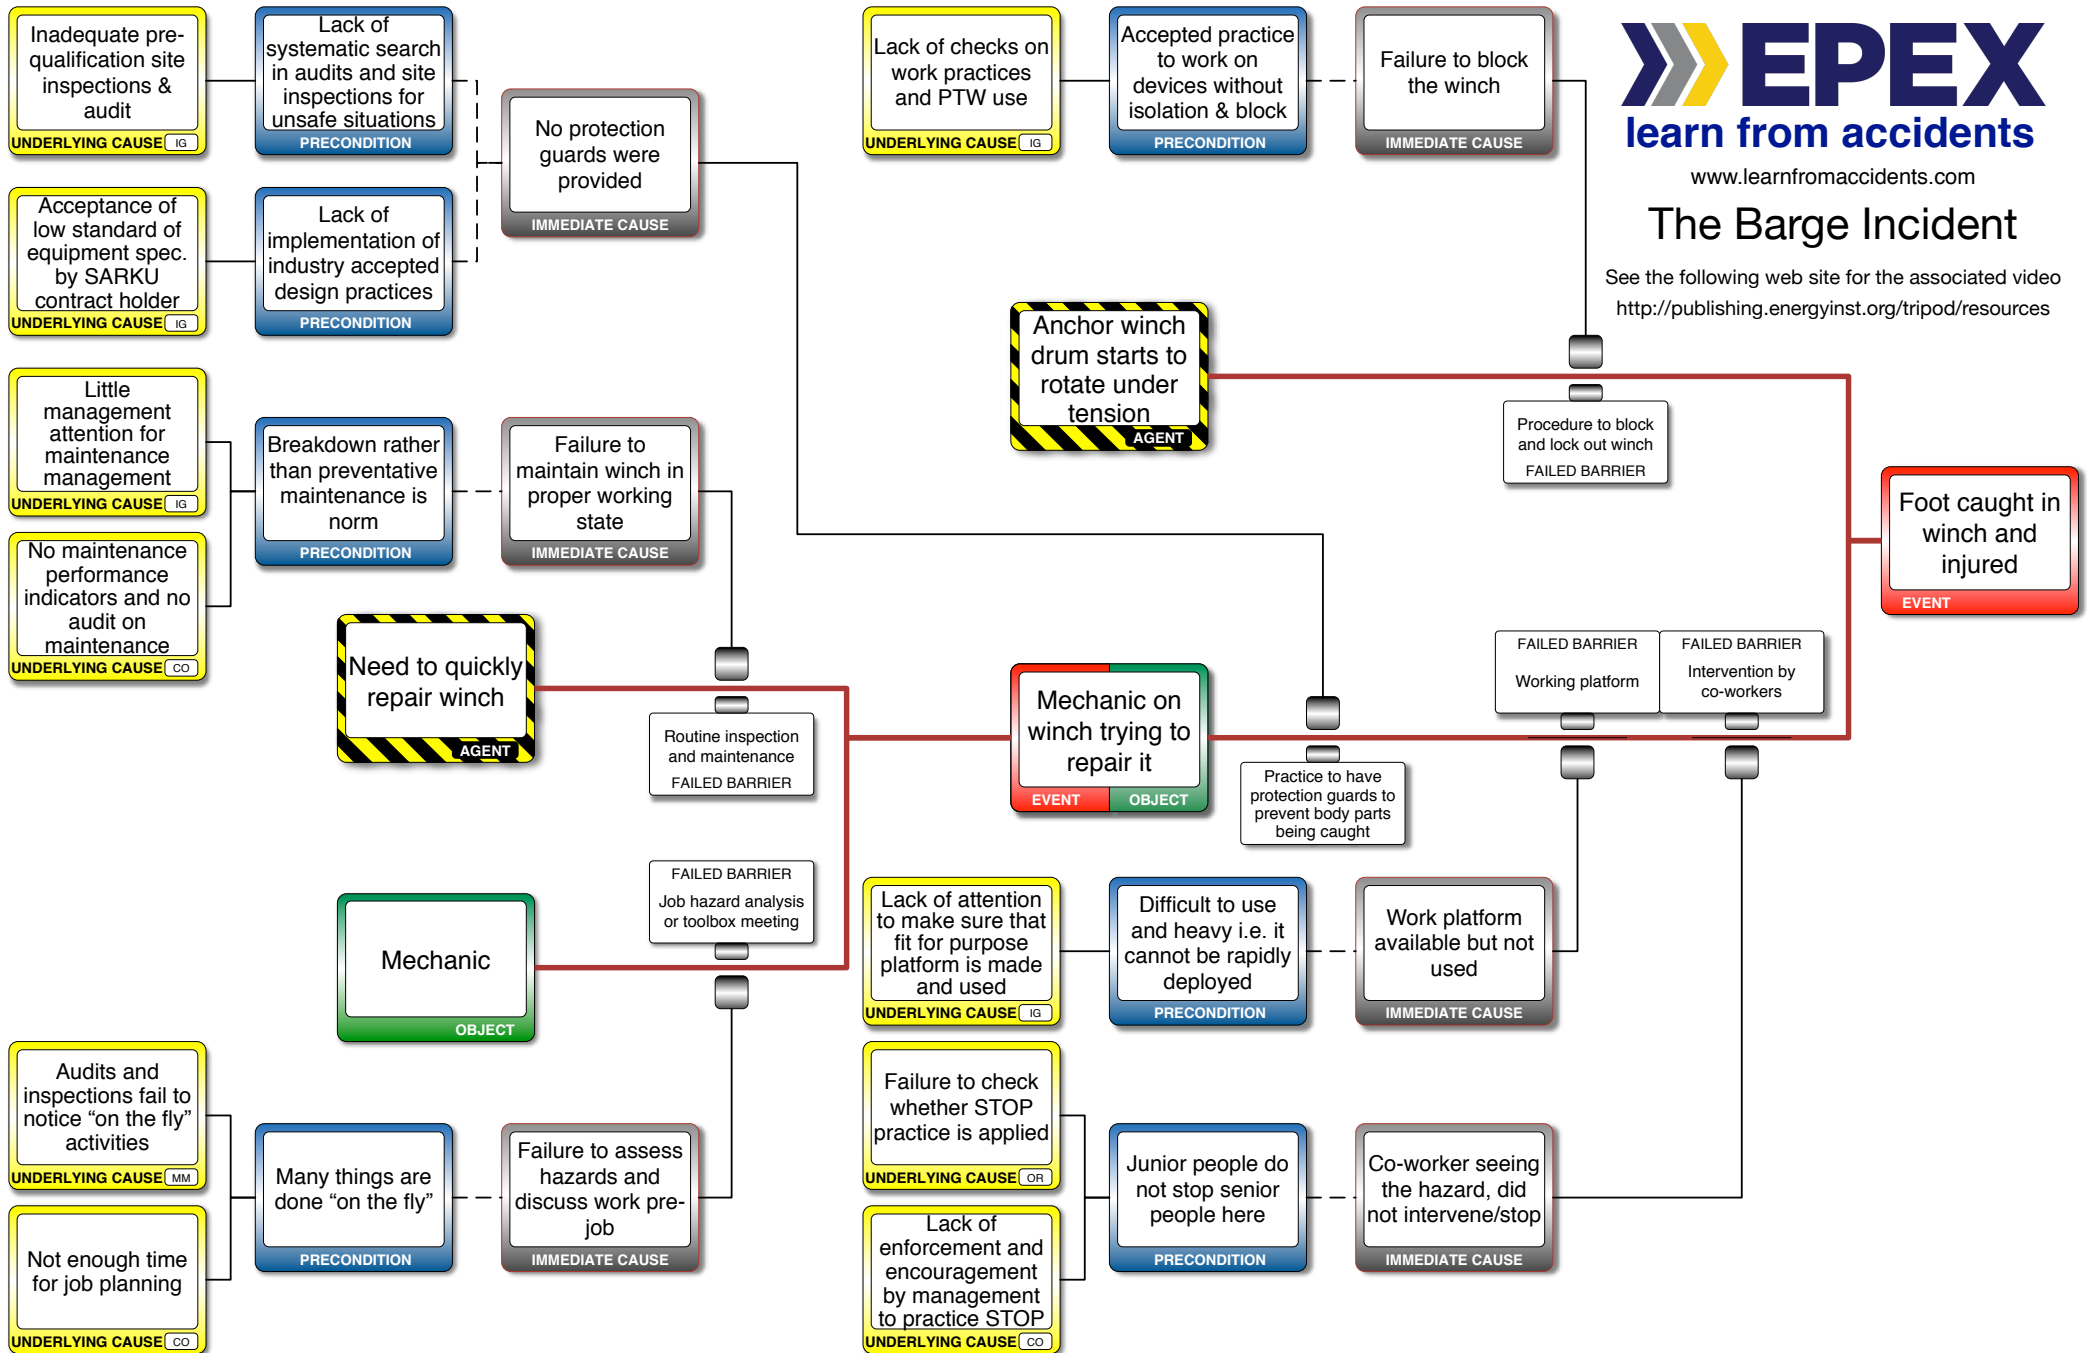 Inadequate pre-
qualification site
inspections &
audit
UNDERLYING CAUSE IG
Lack of
systematic search
in audits and site
inspections for
unsafe situations
PRECONDITION
No protection
guards were
provided
IMMEDIATE CAUSE
Acceptance of
low standard of
equipment spec.
by SARKU
contract holder
UNDERLYING CAUSE IG
Lack of
implementation of
industry accepted
design practices
PRECONDITION
Lack of checks on
work practices
and PTW use
UNDERLYING CAUSE IG
Accepted practice
to work on
devices without
isolation & block
PRECONDITION
Failure to block
the winch
IMMEDIATE CAUSE
EPEX
learn from accidents
www.learnfromaccidents.com
The Barge Incident
See the following web site for the associated video
http://publishing.energyinst.org/tripod/resources
Anchor winch
drum starts to
rotate under
tension
AGENT
Procedure to block
and lock out winch
FAILED BARRIER
Foot caught in
winch and
injured
EVENT
Little
management
attention for
maintenance
management
UNDERLYING CAUSE IG
No maintenance
performance
indicators and no
audit on
maintenance
UNDERLYING CAUSE CO
Breakdown rather
than preventative
maintenance is
norm
PRECONDITION
Failure to
maintain winch in
proper working
state
IMMEDIATE CAUSE
Need to quickly
repair winch
AGENT
Routine inspection
and maintenance
FAILED BARRIER
Mechanic on
winch trying to
repair it
EVENT OBJECT
Practice to have
protection guards to
prevent body parts
being caught
FAILED BARRIER
Working platform
FAILED BARRIER
Intervention by
co-workers
FAILED BARRIER
Job hazard analysis
or toolbox meeting
Mechanic
OBJECT
Lack of attention
to make sure that
fit for purpose
platform is made
and used
UNDERLYING CAUSE IG
Difficult to use
and heavy i.e. it
cannot be rapidly
deployed
PRECONDITION
Work platform
available but not
used
IMMEDIATE CAUSE
Audits and
inspections fail to
notice “on the fly”
activities
UNDERLYING CAUSE MM
Not enough time
for job planning
UNDERLYING CAUSE CO
Many things are
done “on the fly”
PRECONDITION
Failure to assess
hazards and
discuss work pre-
job
IMMEDIATE CAUSE
Failure to check
whether STOP
practice is applied
UNDERLYING CAUSE OR
Lack of
enforcement and
encouragement
by management
to practice STOP
UNDERLYING CAUSE CO
Junior people do
not stop senior
people here
PRECONDITION
Co-worker seeing
the hazard, did
not intervene/stop
IMMEDIATE CAUSE